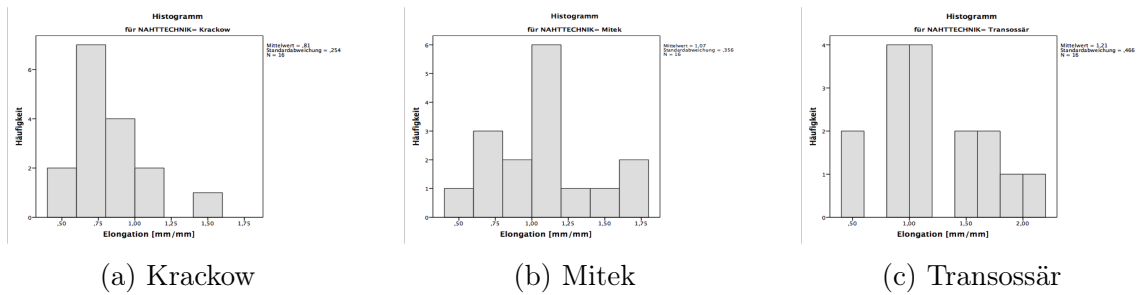 Histogramm
für NAHTTECHNIK= Krackow
Mittelwert = ,81
Standardabweichung = ,254
N = 16
Häufigkeit
6
4
2
0
,50 ,75 1,00 1,25 1,50 1,75
Elongation [mm/mm]
(a) Krackow
Histogramm
für NAHTTECHNIK= Mitek
Mittelwert = 1,07
Standardabweichung = ,356
N = 16
Häufigkeit
6
5
4
3
2
1
0
,50 ,75 1,00 1,25 1,50 1,75
Elongation [mm/mm]
(b) Mitek
Histogramm
für NAHTTECHNIK= Transossär
Mittelwert = 1,21
Standardabweichung = ,466
N = 16
Häufigkeit
4
3
2
1
0
,50 1,00 1,50 2,00
Elongation [mm/mm]
(c) Transossär